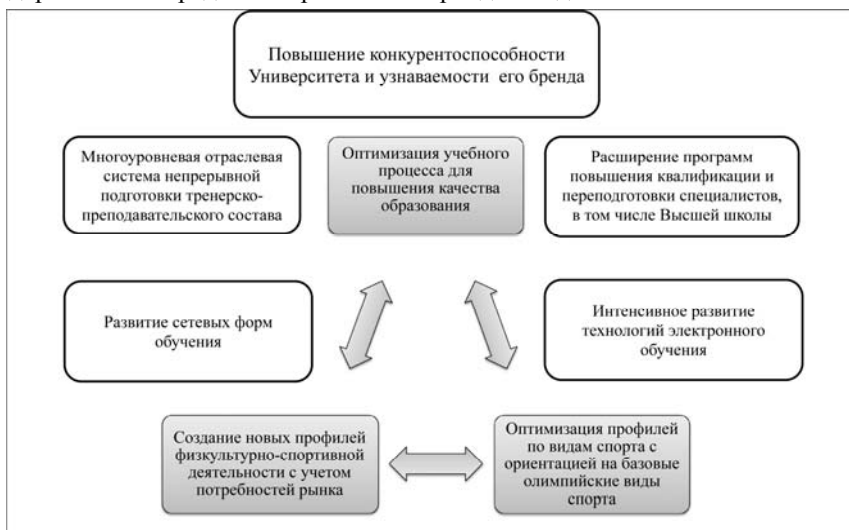 Повышение конкурентоспособности
Университета и узнаваемости его бренда
Многоуровневая отраслевая
система непрерывной
подготовки тренерско-
преподавательского состава
Оптимизация учебного
процесса для
повышения качества
образования
Расширение программ
повышения квалификации и
переподготовки специалистов,
в том числе Высшей школы
Развитие сетевых форм
обучения
Интенсивное развитие
технологий электронного
обучения
Создание новых профилей
физкультурно-спортивной
деятельности с учетом
потребностей рынка
Оптимизация профилей
по видам спорта с
ориентацией на базовые
олимпийские виды
спорта